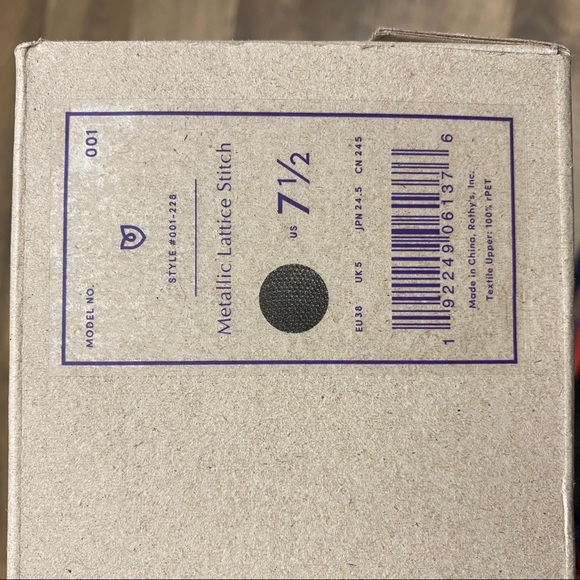 MODEL NO. 001
STYLE #001-228
Metallic Lattice Stitch
US 7½
EU 38 UK 5 JPN 24.5 CN 245
1 92249 06137 6
Made in China, Rothy's, Inc.
Textile Upper: 100% rPET